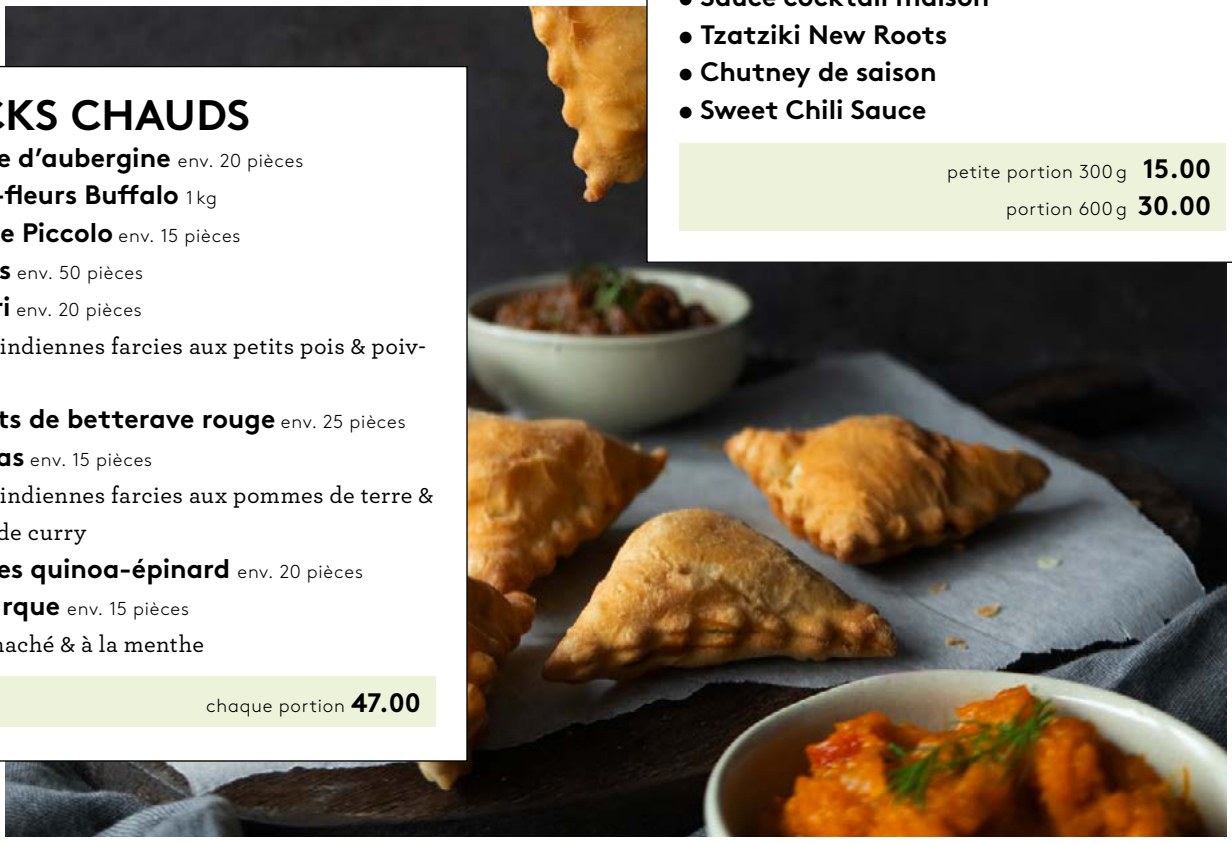 CKS CHAUDS
e d'aubergine env. 20 pièces
-fleurs Buffalo 1 kg
e Piccolo env. 15 pièces
s env. 50 pièces
ri env. 20 pièces
indiennes farcies aux petits pois & poiv-
ts de betterave rouge env. 25 pièces
as env. 15 pièces
indiennes farcies aux pommes de terre &
de curry
es quinoa-épinard env. 20 pièces
rque env. 15 pièces
naché & à la menthe
chaque portion 47.00
• Sauce cocktail maison
• Tzatziki New Roots
• Chutney de saison
• Sweet Chili Sauce
petite portion 300 g 15.00
portion 600 g 30.00